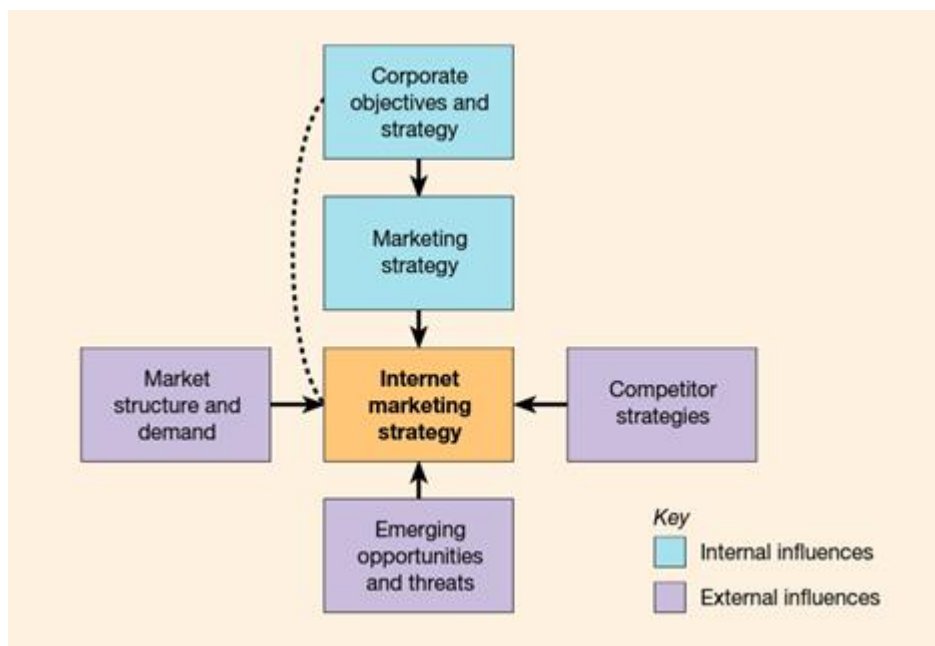 Corporate
objectives and
strategy
Marketing
strategy
Market
structure and
demand
Internet
marketing
strategy
Competitor
strategies
Emerging
opportunities
and threats
Key
Internal influences
External influences